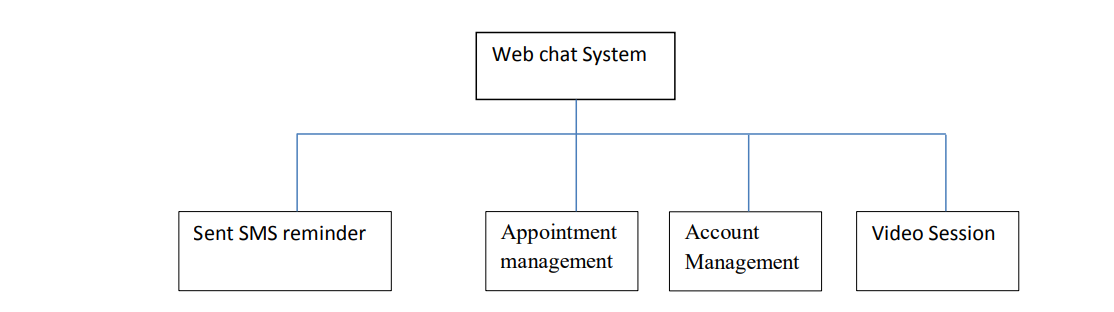 Web chat System
Sent SMS reminder
Appointment
management
Account
Management
Video Session